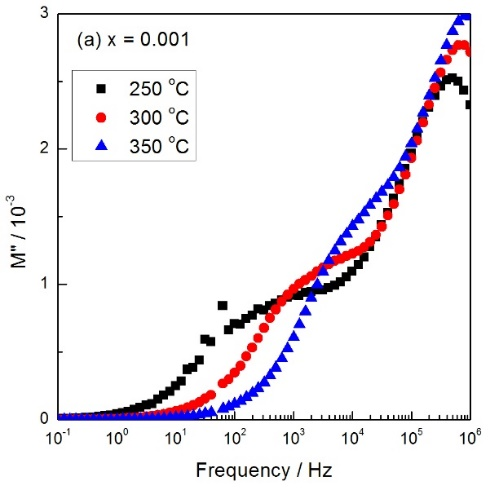 3
(a) x = 0.001
250 °C
300 °C
350 °C
2
M" / 10⁻³
1
0
10⁻¹ 10⁰ 10¹ 10² 10³ 10⁴ 10⁵ 10⁶
Frequency / Hz